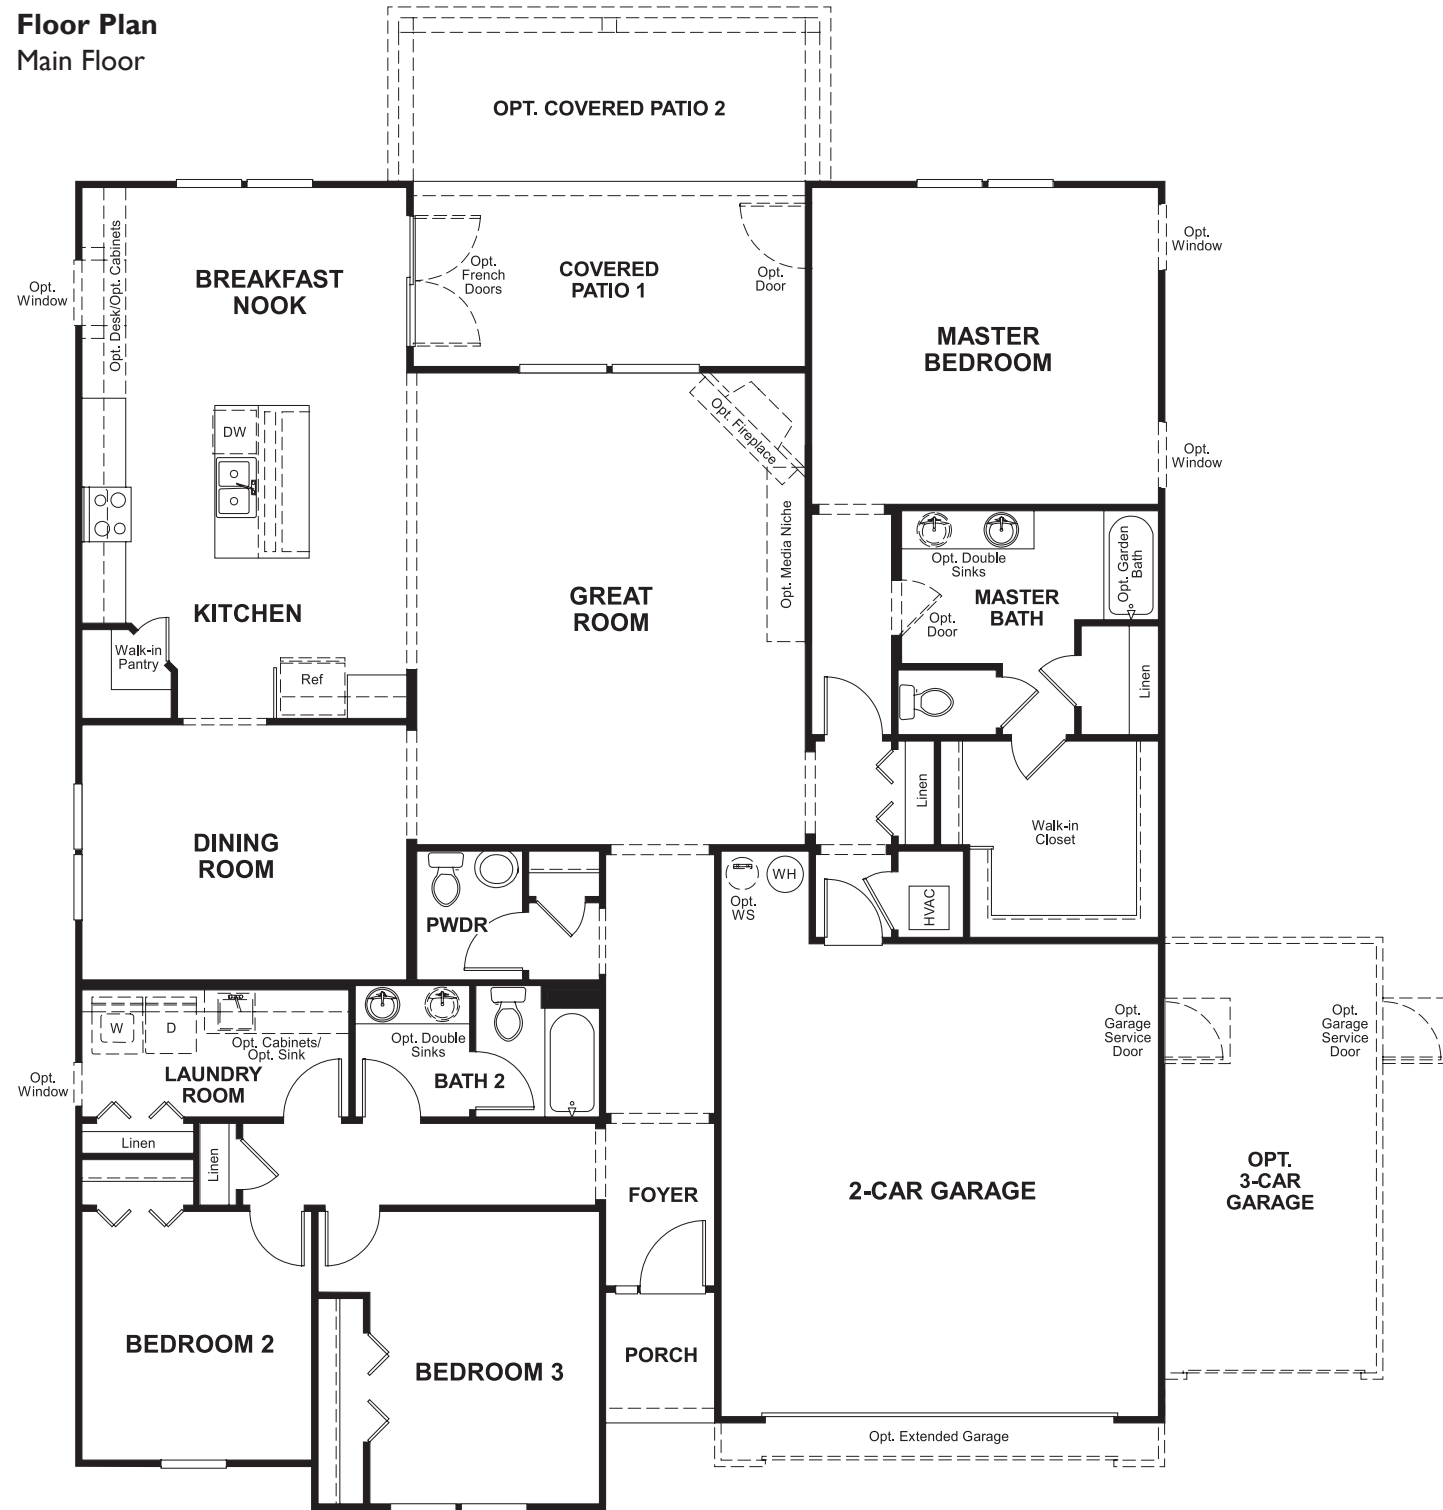 Floor Plan
Main Floor
OPT. COVERED PATIO 2
Opt. Desk/Opt. Cabinets
Opt.
Window
BREAKFAST
NOOK
Opt.
French
Doors
COVERED
PATIO 1
Opt.
Door
MASTER
BEDROOM
Opt.
Window
Opt.
Window
DW
Opt. Fireplace
Opt. Media Niche
KITCHEN
GREAT
ROOM
Walk-in
Pantry
Ref
Opt. Double
Sinks
Opt. Garden
Bath
MASTER
BATH
Opt.
Door
Linen
Linen
Walk-in
Closet
DINING
ROOM
PWDR
Opt.
WS
WH
HVAC
W
D
Opt. Cabinets/
Opt. Sink
Opt. Double
Sinks
Opt.
Window
LAUNDRY
ROOM
BATH 2
Linen
Linen
FOYER
2-CAR GARAGE
Opt.
Garage
Service
Door
Opt.
Garage
Service
Door
OPT.
3-CAR
GARAGE
BEDROOM 2
BEDROOM 3
PORCH
Opt. Extended Garage